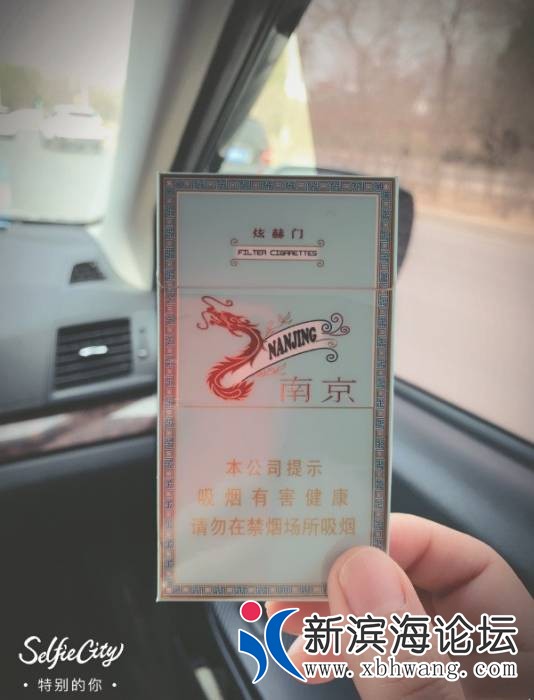 炫赫门
FILTER CIGARETTES
NANJING
南京
本公司提示
吸烟有害健康
请勿在禁烟场所吸烟
SelfieCity
·特别的你·
新滨海论坛
www.xbhwang.com